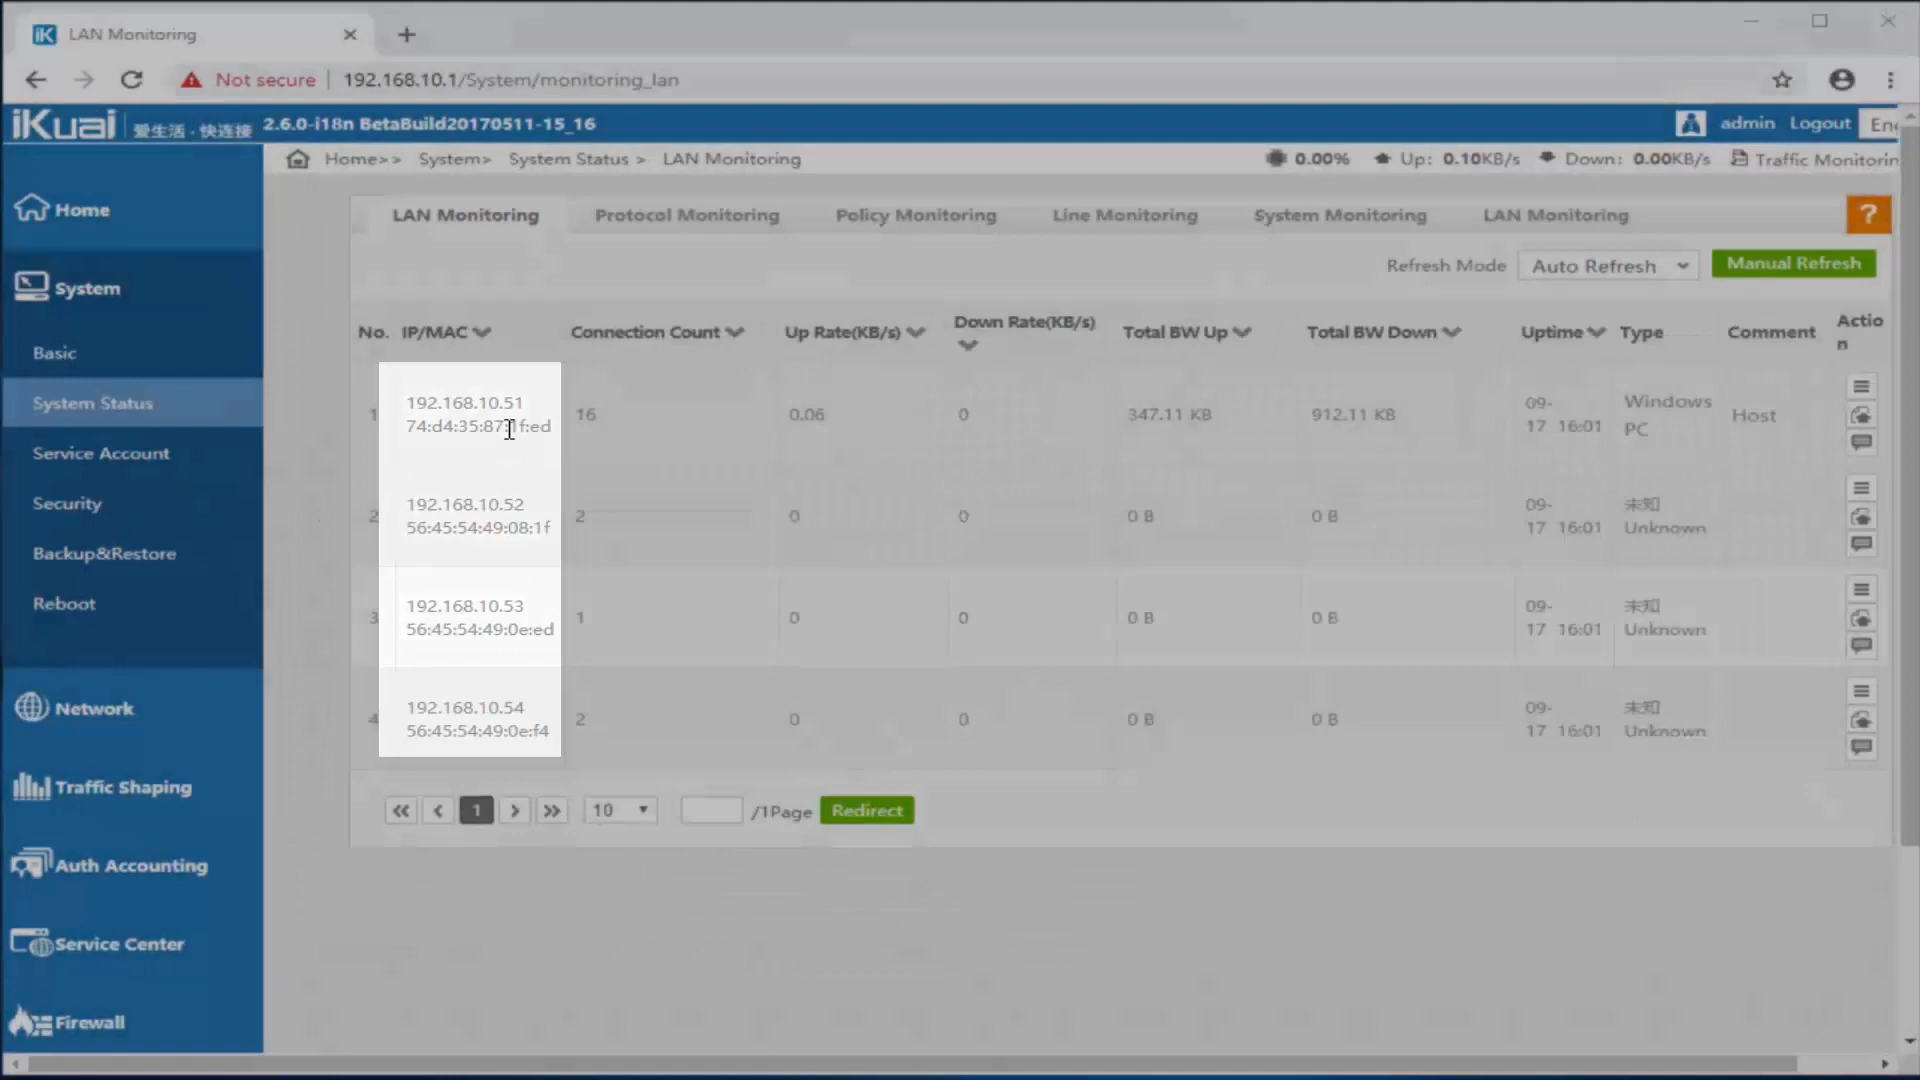 LAN Monitoring
Not secure 192.168.10.1/System/monitoring_lan
iKuai 爱生活·快连接 2.6.0-i18n BetaBuild20170511-15_16
admin Logout
Home>> System> System Status > LAN Monitoring
0.00% Up: 0.10KB/s Down: 0.00KB/s Traffic Monitorin
Home
System
Basic
System Status
Service Account
Security
Backup&Restore
Reboot
Network
Traffic Shaping
Auth Accounting
Service Center
Firewall
LAN Monitoring Protocol Monitoring Policy Monitoring Line Monitoring System Monitoring LAN Monitoring ?
Refresh Mode Auto Refresh Manual Refresh
No. IP/MAC Connection Count Up Rate(KB/s) Down Rate(KB/s) Total BW Up Total BW Down Uptime Type Comment Actio
n
1 192.168.10.51 16 0.06 0 347.11 KB 912.11 KB 09- Windows Host
17 16:01 PC
2 192.168.10.52 2 0 0 0 B 0 B 09- 未知
56:45:54:49:08:1f 17 16:01 Unknown
3 192.168.10.53 1 0 0 0 B 0 B 09- 未知
56:45:54:49:0e:ed 17 16:01 Unknown
4 192.168.10.54 2 0 0 0 B 0 B 09- 未知
56:45:54:49:0e:f4 17 16:01 Unknown
1 10 /1Page Redirect